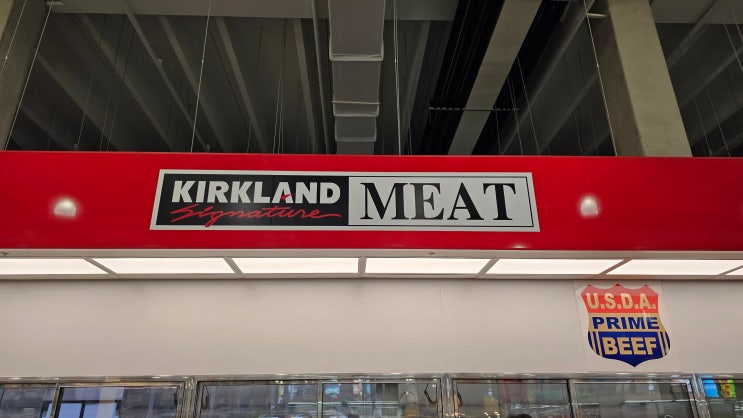 KIRKLAND
Signature
MEAT
U.S.D.A.
PRIME
BEEF